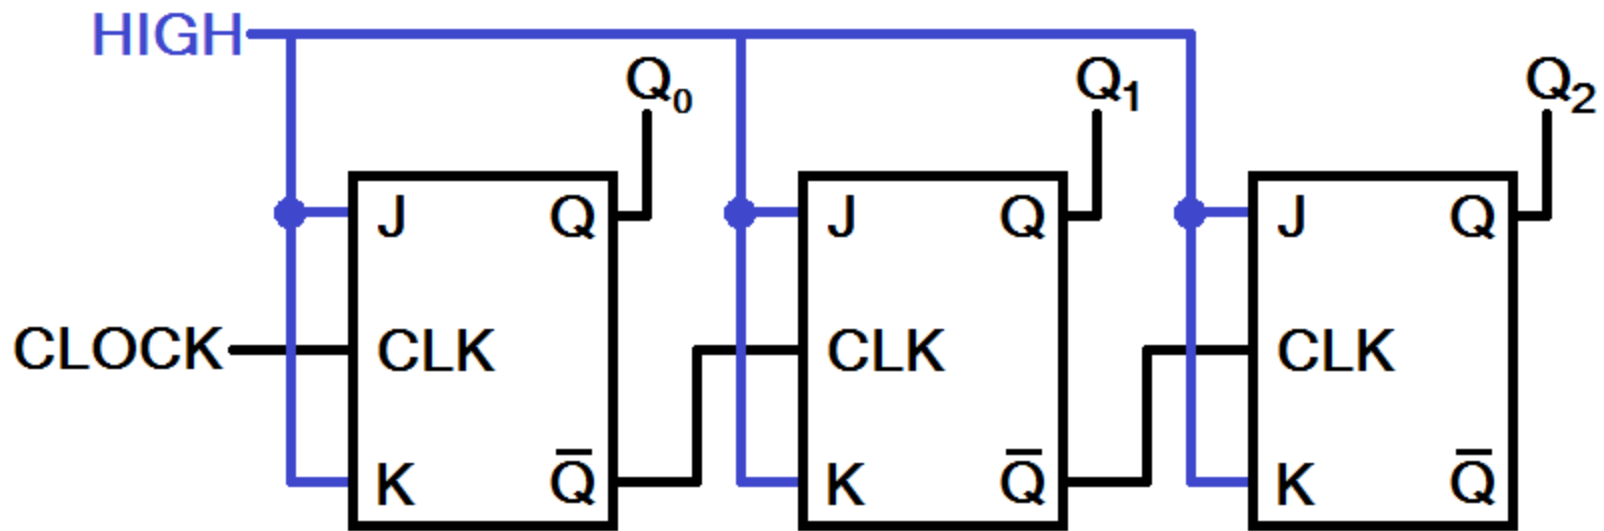 HIGH
Q₀ Q₁ Q₂
J Q J Q J Q
CLOCK CLK CLK CLK
K Q̅ K Q̅ K Q̅